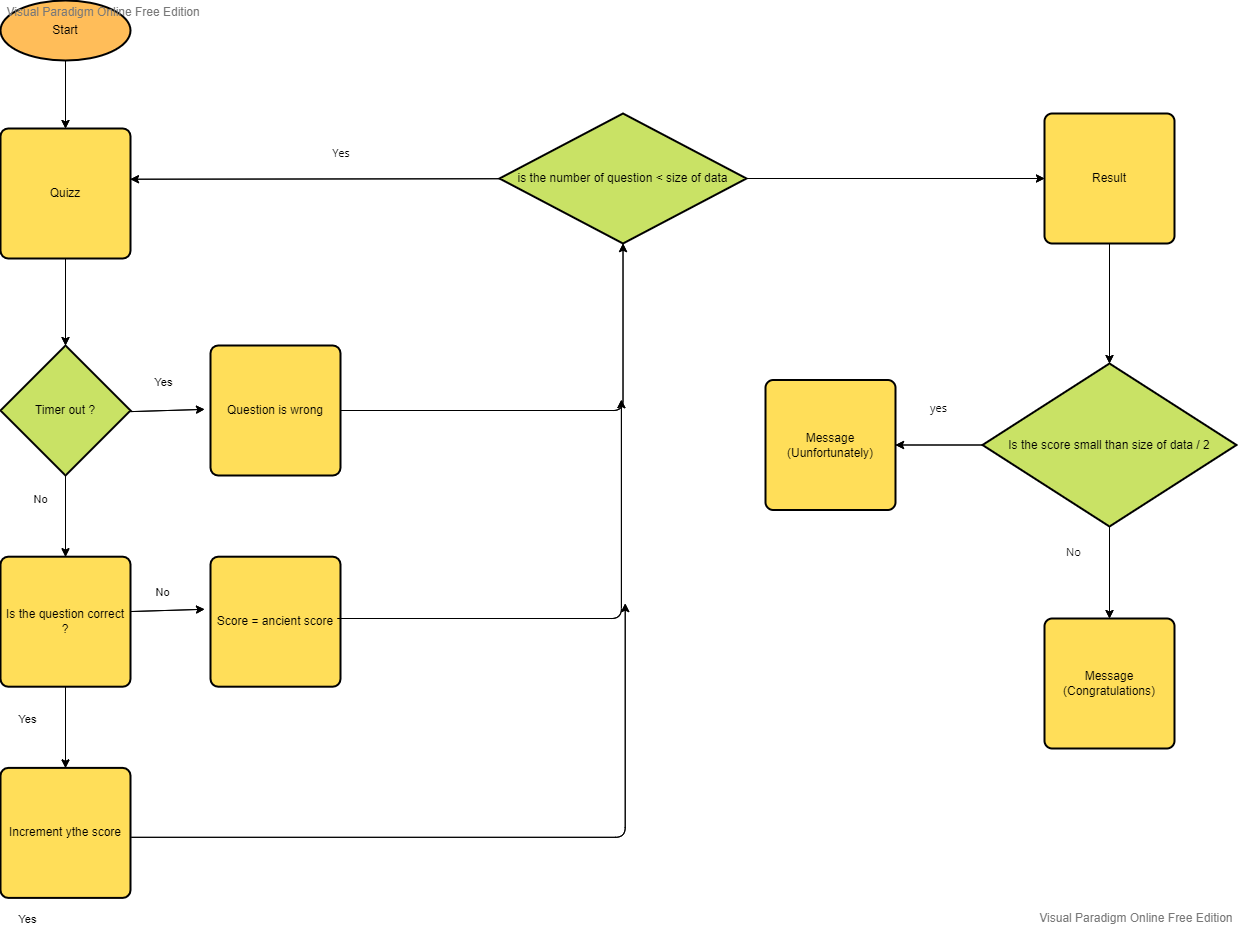 Visual Paradigm Online Free Edition
Start
Yes
is the number of question < size of data
Result
Quizz
Yes
Timer out ?
Question is wrong
yes
Message
(Uunfortunately)
Is the score small than size of data / 2
No
No
No
Is the question correct
?
Score = ancient score
Message
(Congratulations)
Yes
Increment ythe score
Yes
Visual Paradigm Online Free Edition